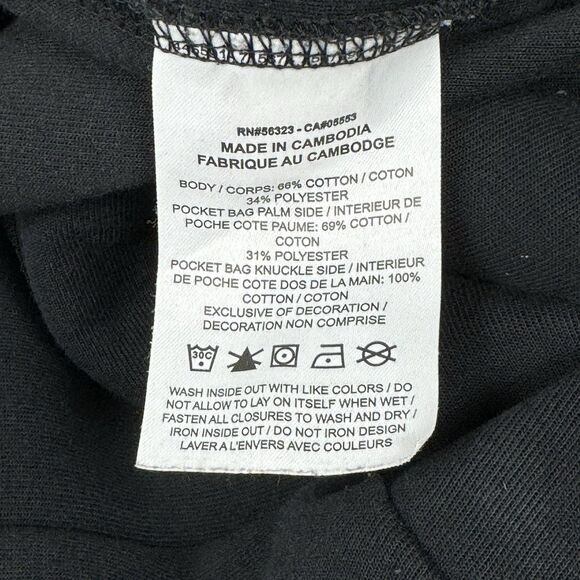 RN#56323 - CA#05553
MADE IN CAMBODIA
FABRIQUE AU CAMBODGE
BODY / CORPS: 66% COTTON / COTON
34% POLYESTER
POCKET BAG PALM SIDE / INTERIEUR DE
POCHE COTE PAUME: 69% COTTON /
COTON
31% POLYESTER
POCKET BAG KNUCKLE SIDE / INTERIEUR
DE POCHE COTE DOS DE LA MAIN: 100%
COTTON / COTON
EXCLUSIVE OF DECORATION /
DECORATION NON COMPRISE
30C
WASH INSIDE OUT WITH LIKE COLORS / DO
NOT ALLOW TO LAY ON ITSELF WHEN WET /
FASTEN ALL CLOSURES TO WASH AND DRY /
IRON INSIDE OUT / DO NOT IRON DESIGN
LAVER A L'ENVERS AVEC COULEURS